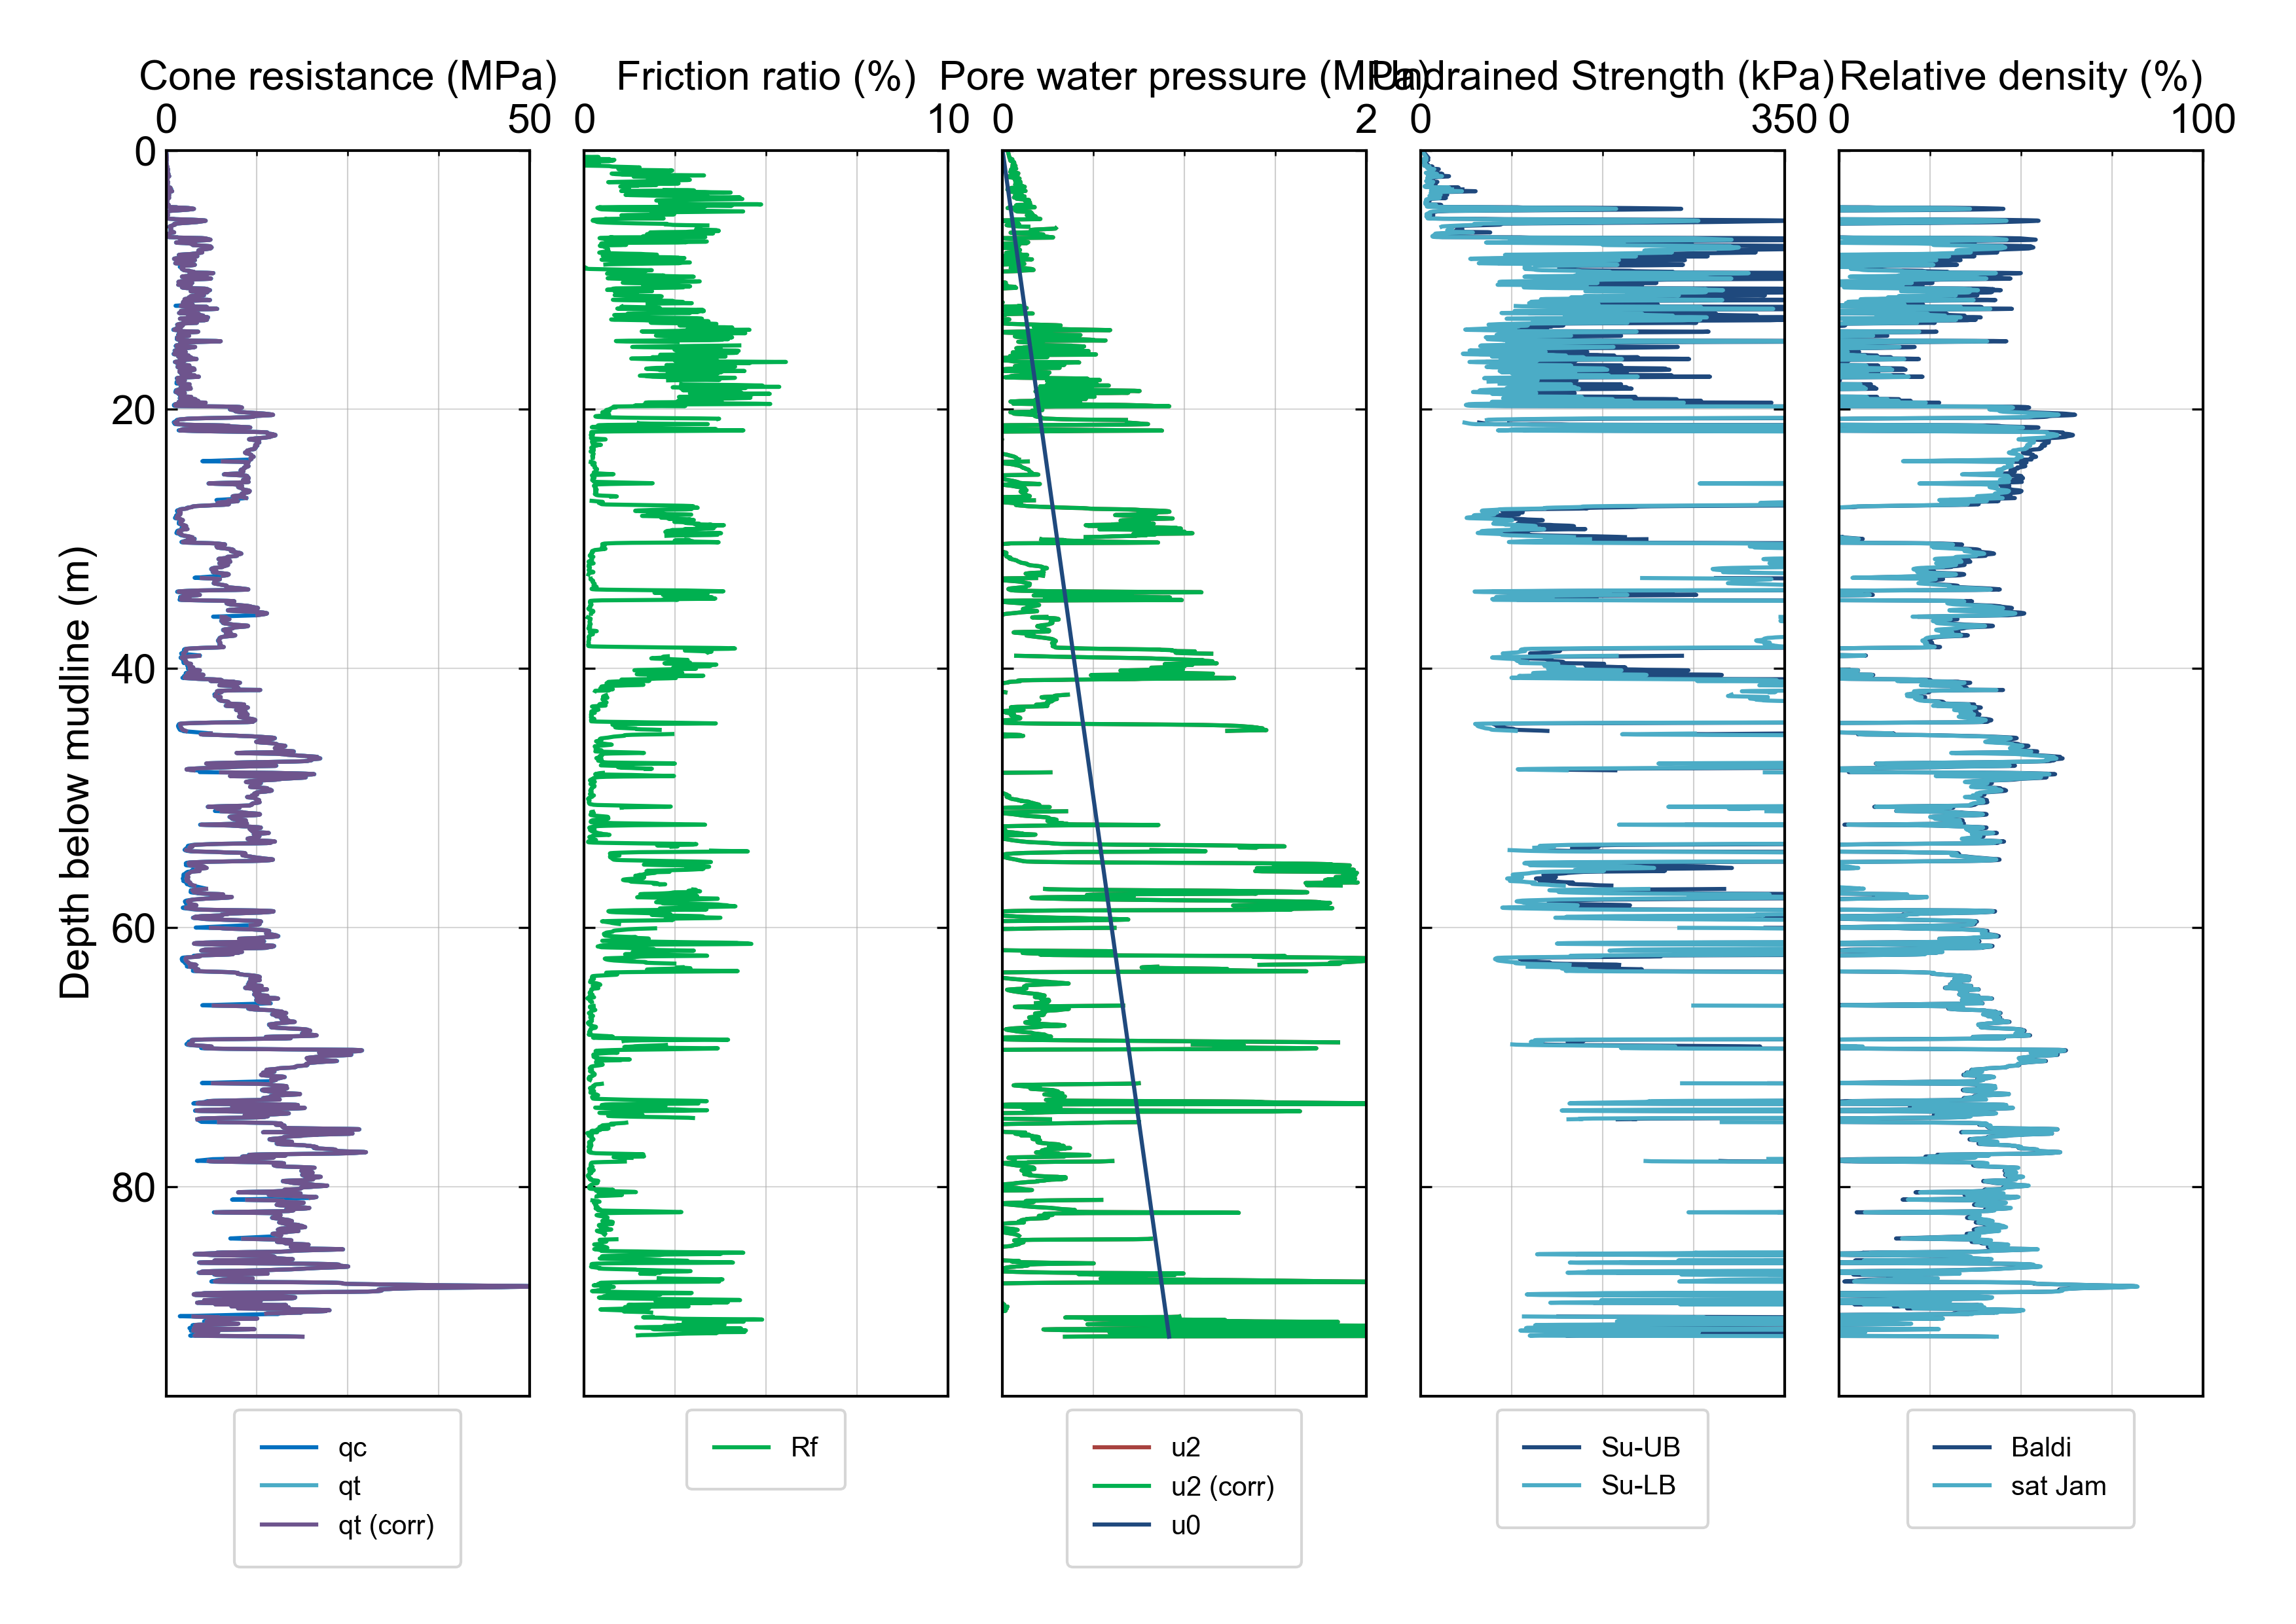 Cone resistance (MPa)
Friction ratio (%)
Pore water pressure (MPa)
Undrained Strength (kPa)
Relative density (%)
0 50
0 10
0 2
0 350
0 100
0
20
40
60
80
Depth below mudline (m)
qc
qt
qt (corr)
Rf
u2
u2 (corr)
u0
Su-UB
Su-LB
Baldi
sat Jam